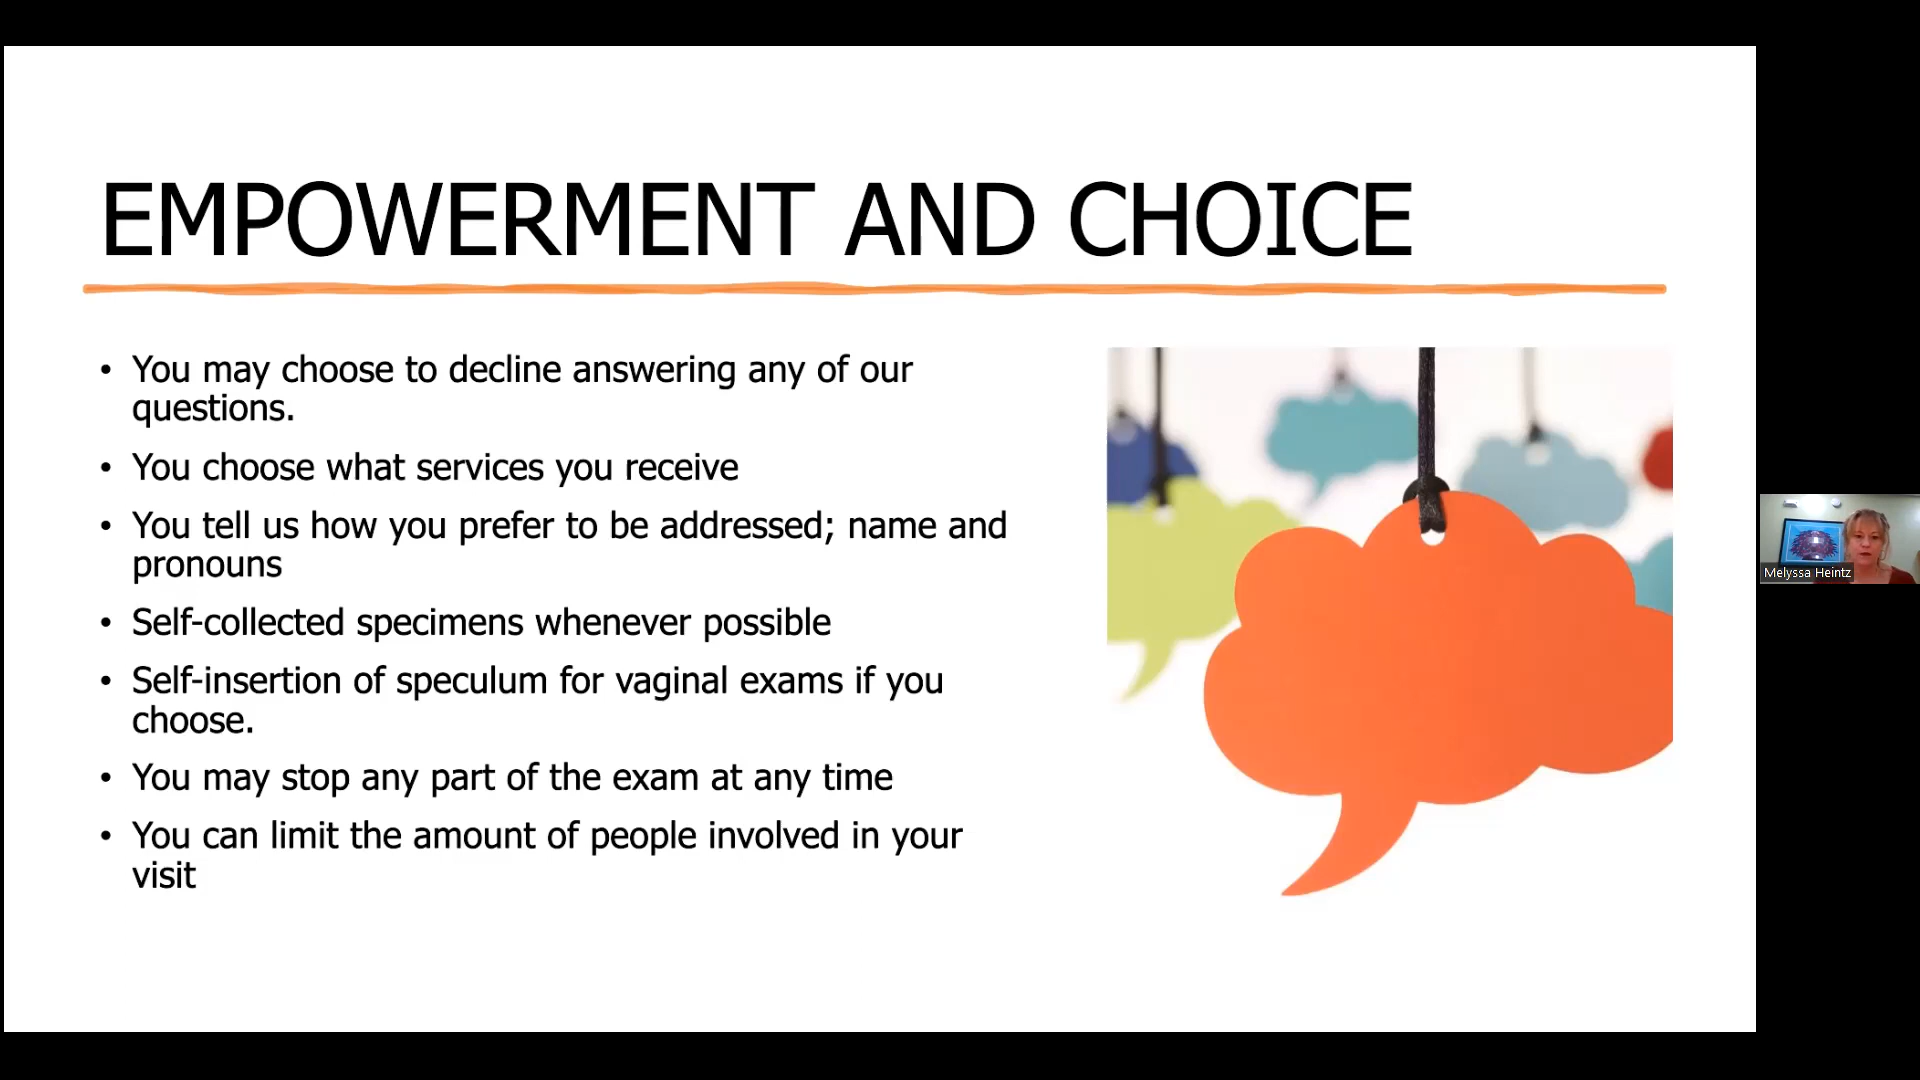 EMPOWERMENT AND CHOICE
• You may choose to decline answering any of our
questions.
• You choose what services you receive
• You tell us how you prefer to be addressed; name and
pronouns
• Self-collected specimens whenever possible
• Self-insertion of speculum for vaginal exams if you
choose.
• You may stop any part of the exam at any time
• You can limit the amount of people involved in your
visit
Melyssa Heintz